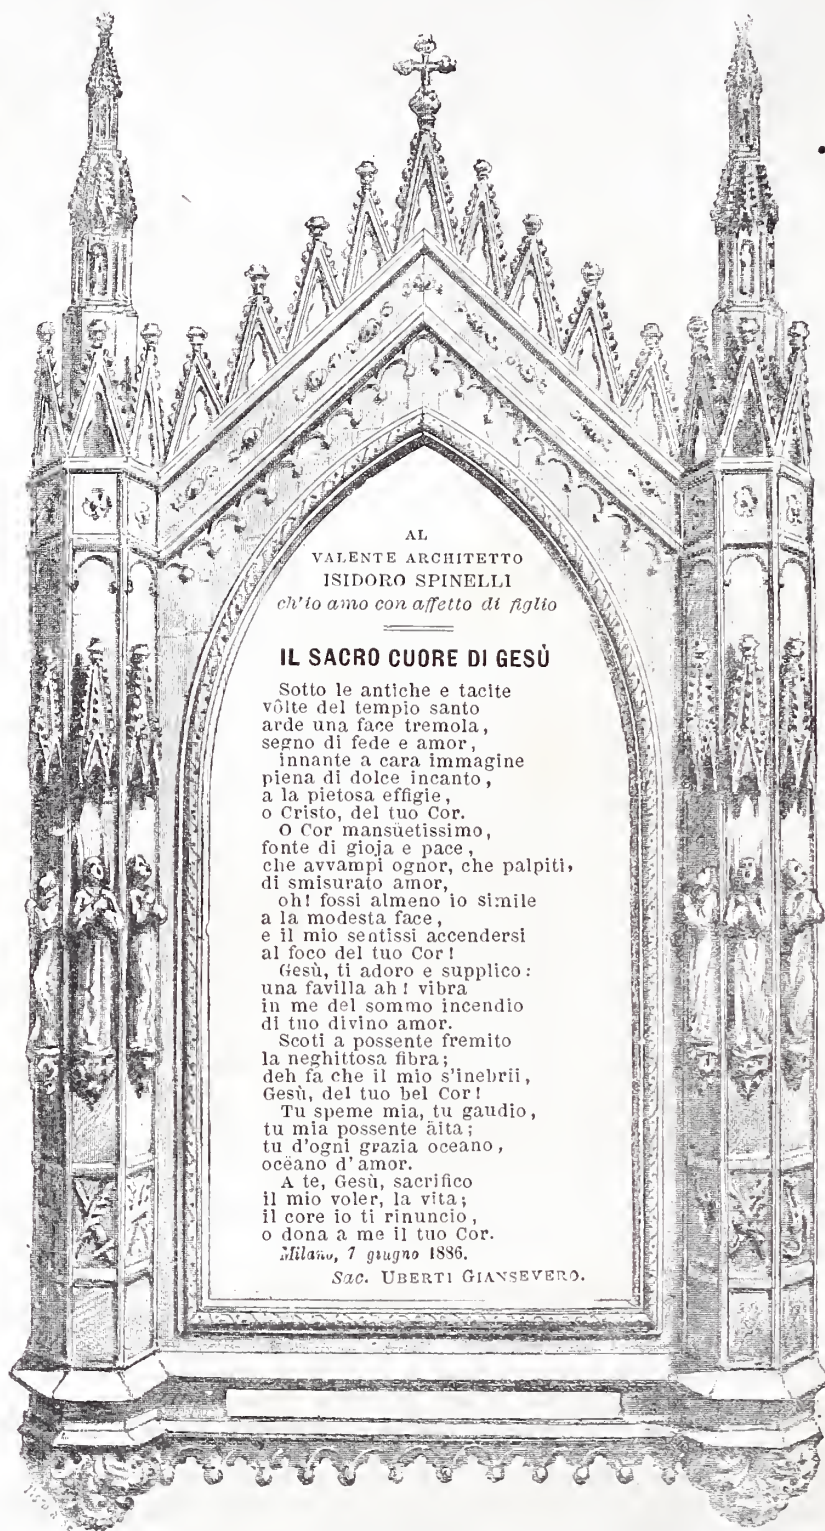 AL
VALENTE ARCHITETTO
ISIDORO SPINELLI
ch'io amo con affetto di figlio
IL SACRO CUORE DI GESÙ
Sotto le antiche e tacite
vôlte del tempio santo
arde una face tremola,
segno di fede e amor,
innante a cara immagine
piena di dolce incanto,
a la pietosa effigie,
o Cristo, del tuo Cor.
O Cor mansüetissimo,
fonte di gioja e pace,
che avvampi ognor, che palpiti,
di smisurato amor,
oh! fossi almeno io simile
a la modesta face,
e il mio sentissi accendersi
al foco del tuo Cor!
Gesù, ti adoro e supplico:
una favilla ah! vibra
in me del sommo incendio
di tuo divino amor.
Scoti a possente fremito
la neghittosa fibra;
deh fa che il mio s'inebrii,
Gesù, del tuo bel Cor!
Tu speme mia, tu gaudio,
tu mia possente äita;
tu d'ogni grazia oceano,
ocëano d'amor.
A te, Gesù, sacrifico
il mio voler, la vita;
il core io ti rinuncio,
o dona a me il tuo Cor.
Milano, 7 giugno 1886.
Sac. UBERTI GIANSEVERO.